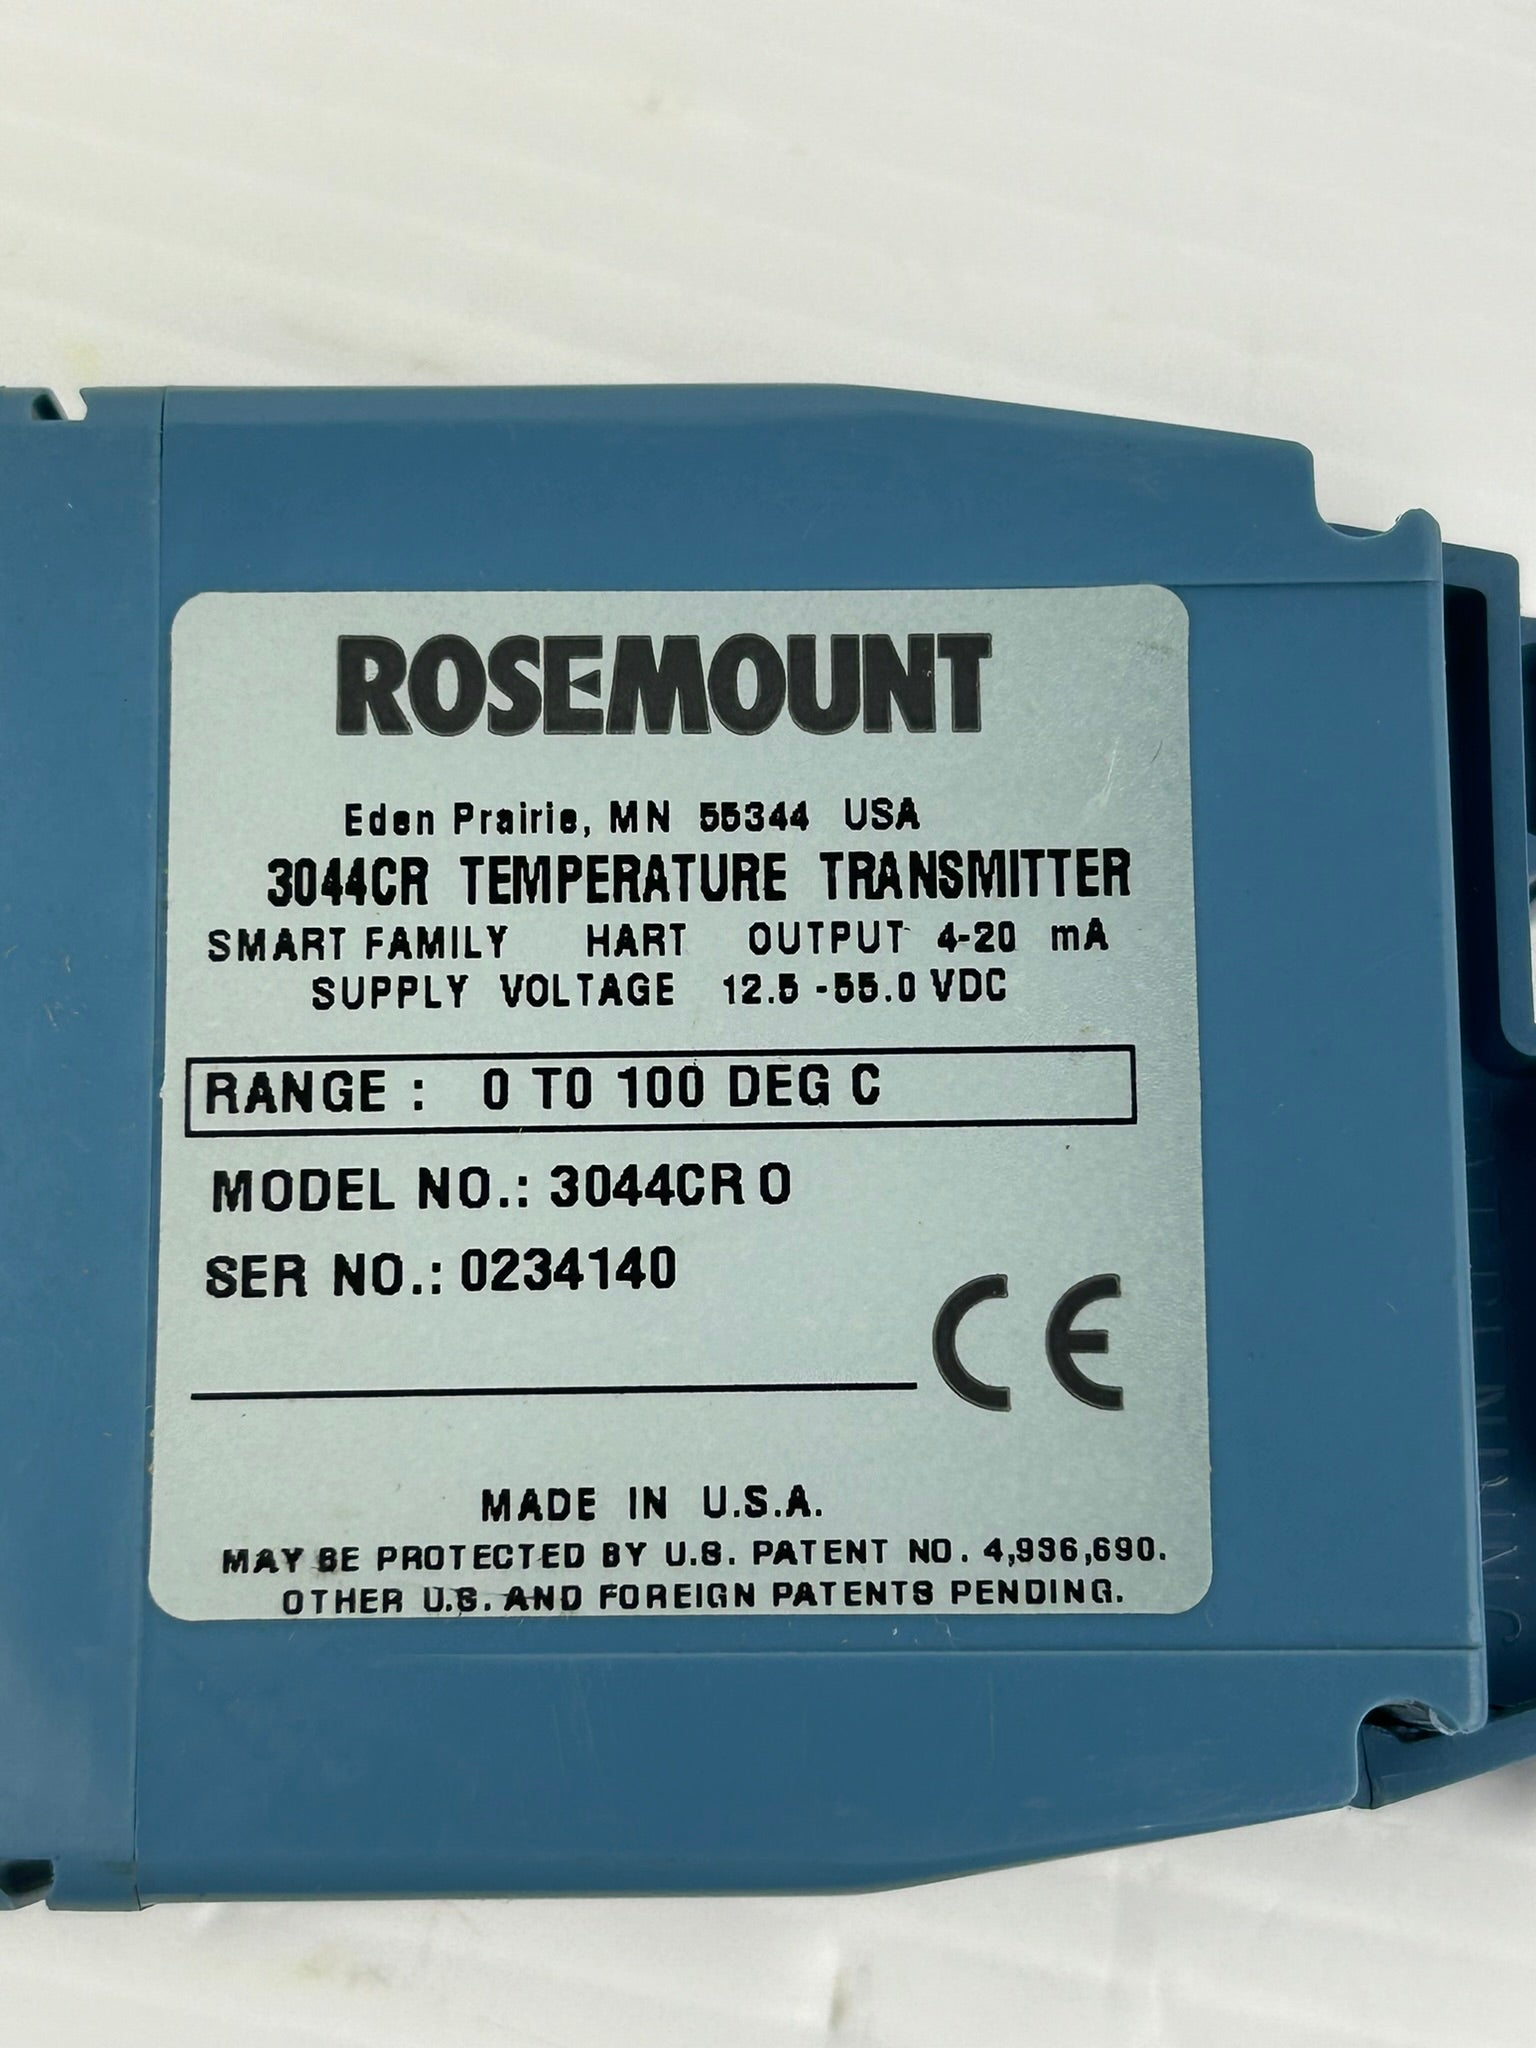 ROSEMOUNT
Eden Prairie, MN 55344 USA
3044CR TEMPERATURE TRANSMITTER
SMART FAMILY HART OUTPUT 4-20 mA
SUPPLY VOLTAGE 12.5 -55.0 VDC
RANGE : 0 TO 100 DEG C
MODEL NO.: 3044CR 0
SER NO.: 0234140
CE
MADE IN U.S.A.
MAY BE PROTECTED BY U.S. PATENT NO. 4,936,690.
OTHER U.S. AND FOREIGN PATENTS PENDING.